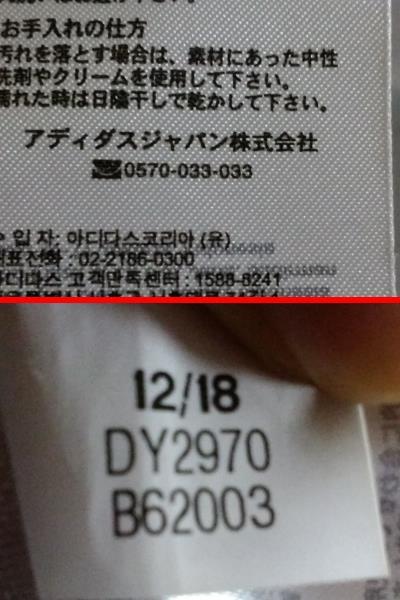 お手入れの仕方
汚れを落とす場合は、素材にあった中性
洗剤やクリームを使用して下さい。
濡れた時は日陰干しで乾かして下さい。
アディダスジャパン株式会社
0570-033-033
입 자: 아디다스코리아 (유)
대표전화 : 02-2186-0300
아디다스 고객만족센터 : 1588-8241
12/18
DY2970
B62003